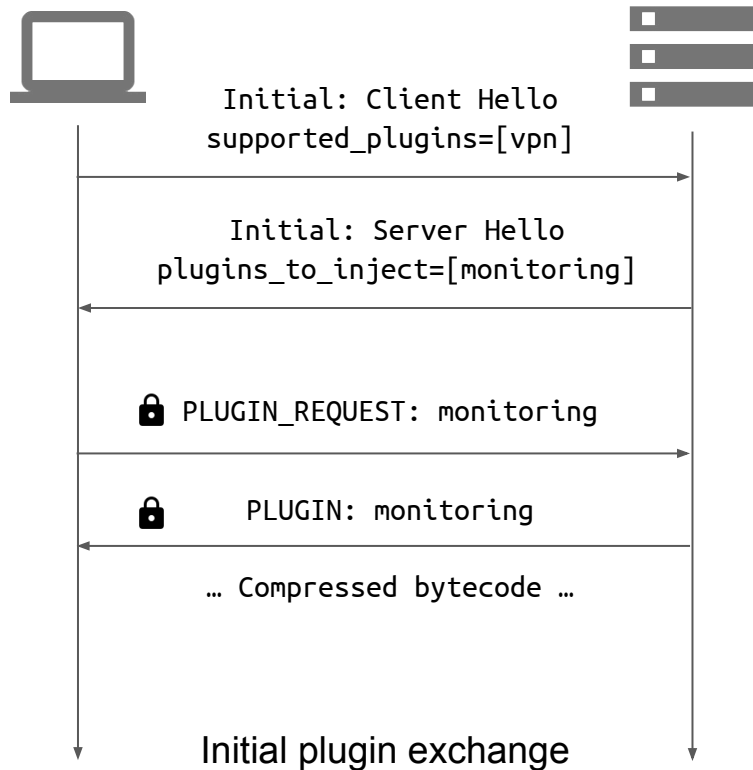 Initial: Client Hello
supported_plugins=[vpn]
Initial: Server Hello
plugins_to_inject=[monitoring]
PLUGIN_REQUEST: monitoring
PLUGIN: monitoring
… Compressed bytecode …
Initial plugin exchange